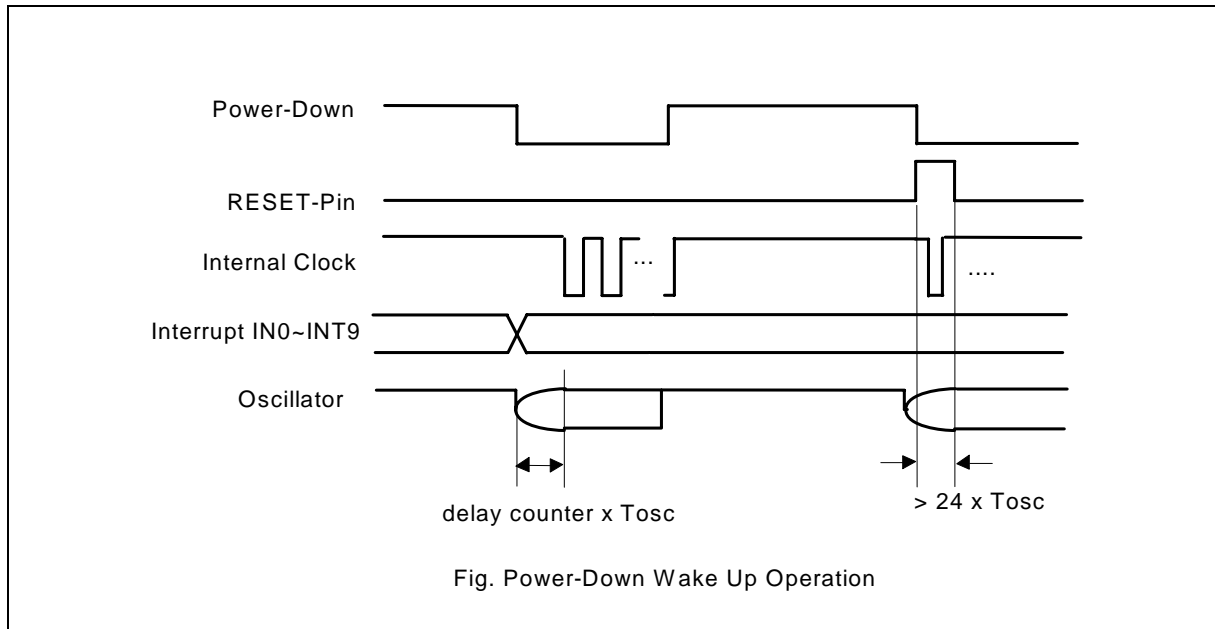 Power-Down
RESET-Pin
Internal Clock
...
....
Interrupt IN0~INT9
Oscillator
delay counter x Tosc
> 24 x Tosc
Fig. Power-Down Wake Up Operation